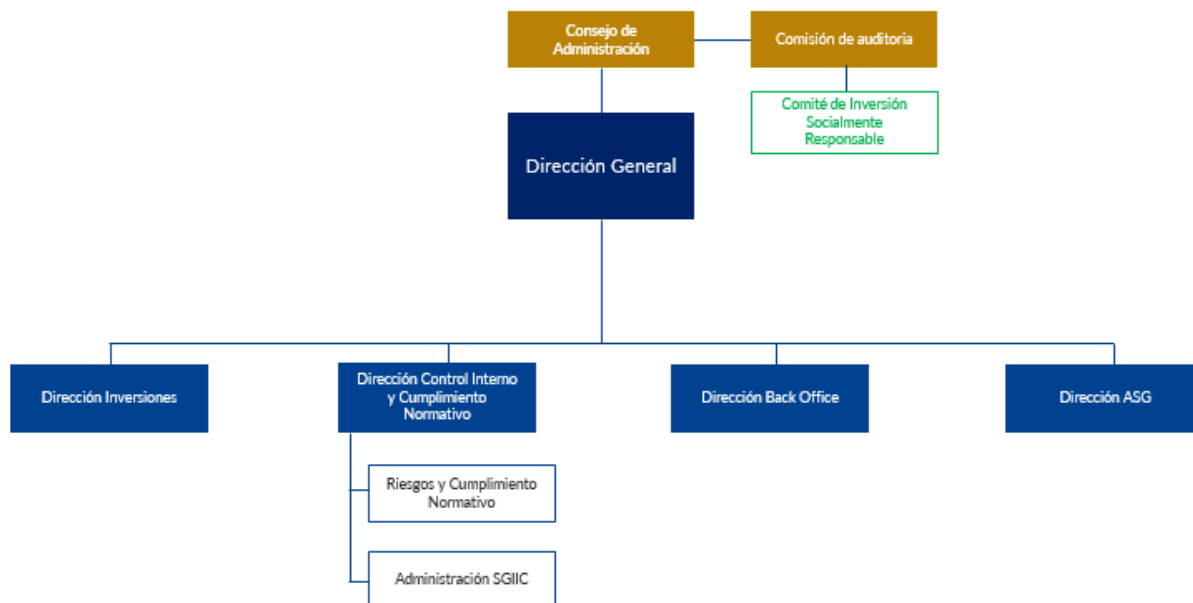 Consejo de
Administración
Comisión de auditoria
Comité de Inversión
Socialmente
Responsable
Dirección General
Dirección Inversiones
Dirección Control Interno
y Cumplimiento
Normativo
Dirección Back Office
Dirección ASG
Riesgos y Cumplimiento
Normativo
Administración SGIIC